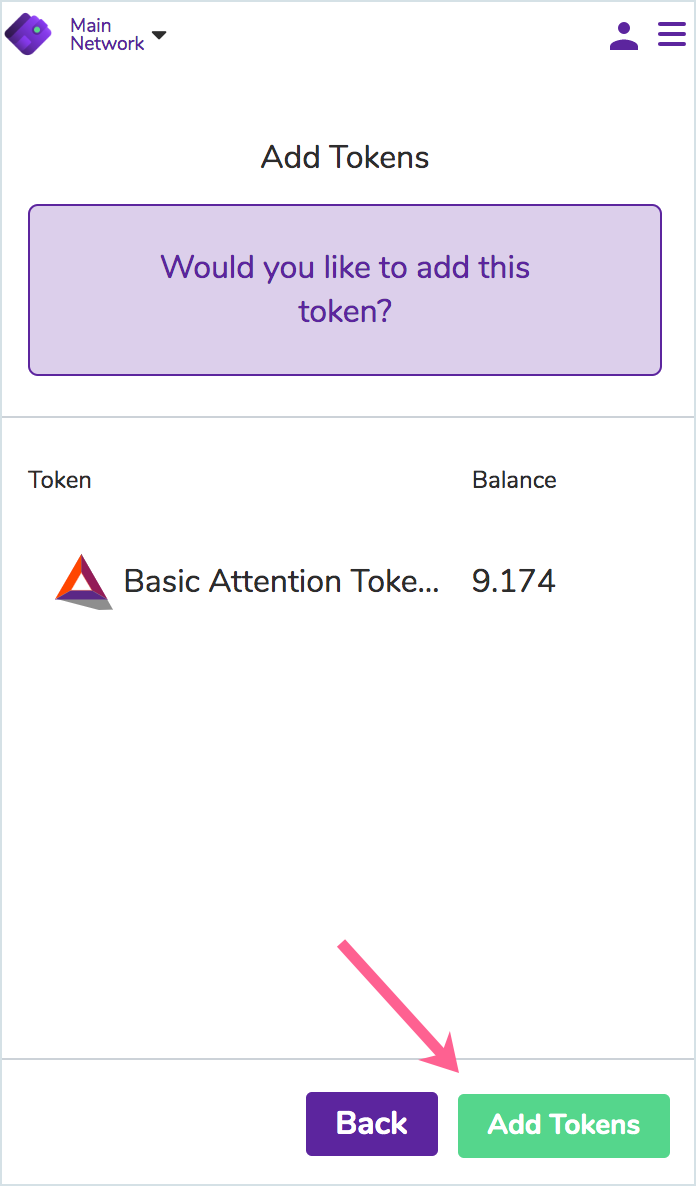 Main
Network
Add Tokens
Would you like to add this
token?
Token Balance
Basic Attention Toke... 9.174
Back Add Tokens